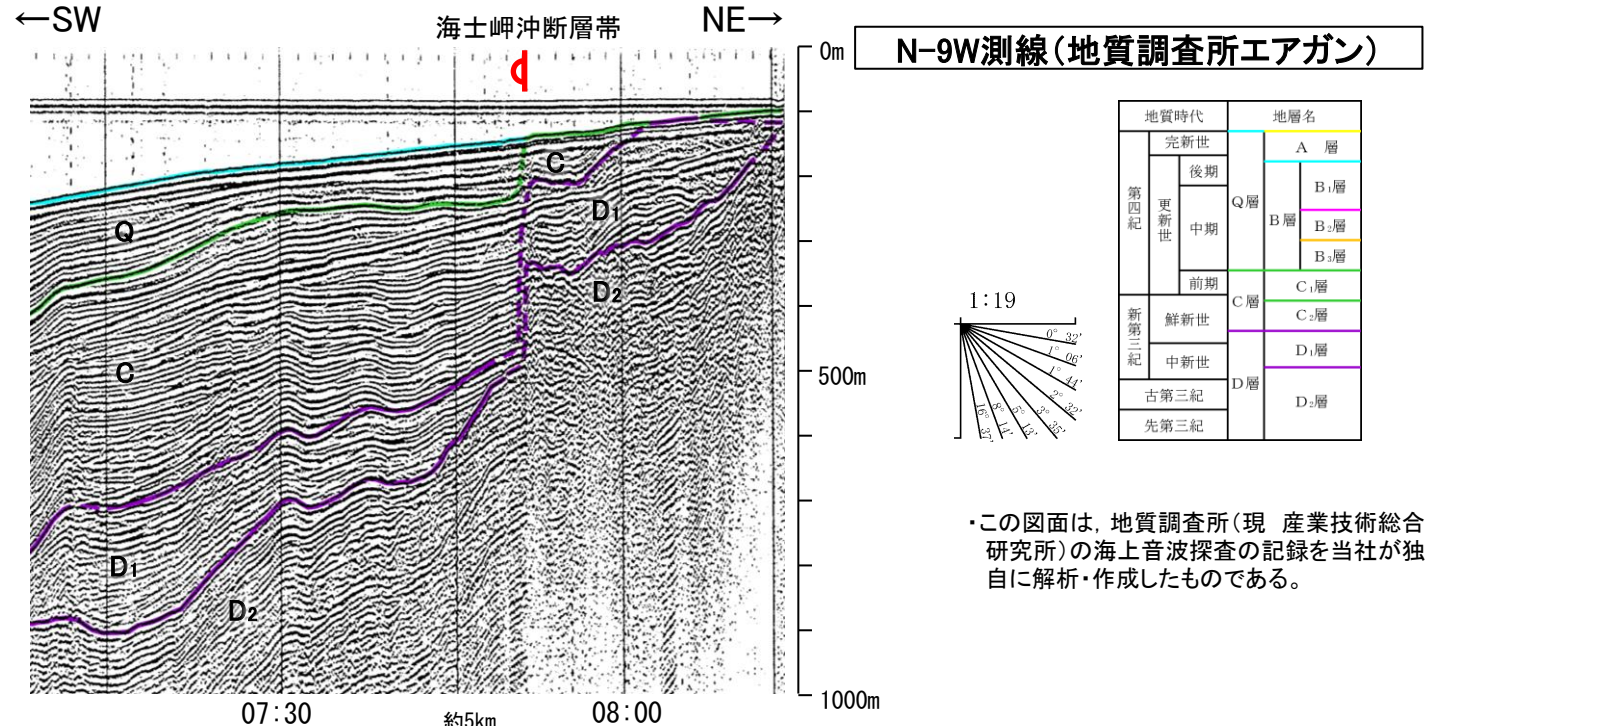 ←SW
海士岬沖断層帯
NE→
N-9W測線（地質調査所エアガン）
0m
500m
1000m
Q
C
D1
D2
C
D1
D2
07:30
約5km
08:00
地質時代
地層名
第四紀
完新世
更新世
後期
中期
前期
新第三紀
鮮新世
中新世
古第三紀
先第三紀
Q層
C層
D層
A 層
B層
B₁層
B₂層
B₃層
C₁層
C₂層
D₁層
D₂層
1:19
0° 32′
1° 06′
1° 44′
2° 32′
3° 35′
5° 13′
8° 14′
16° 37′
・この図面は，地質調査所（現 産業技術総合
研究所）の海上音波探査の記録を当社が独
自に解析・作成したものである。